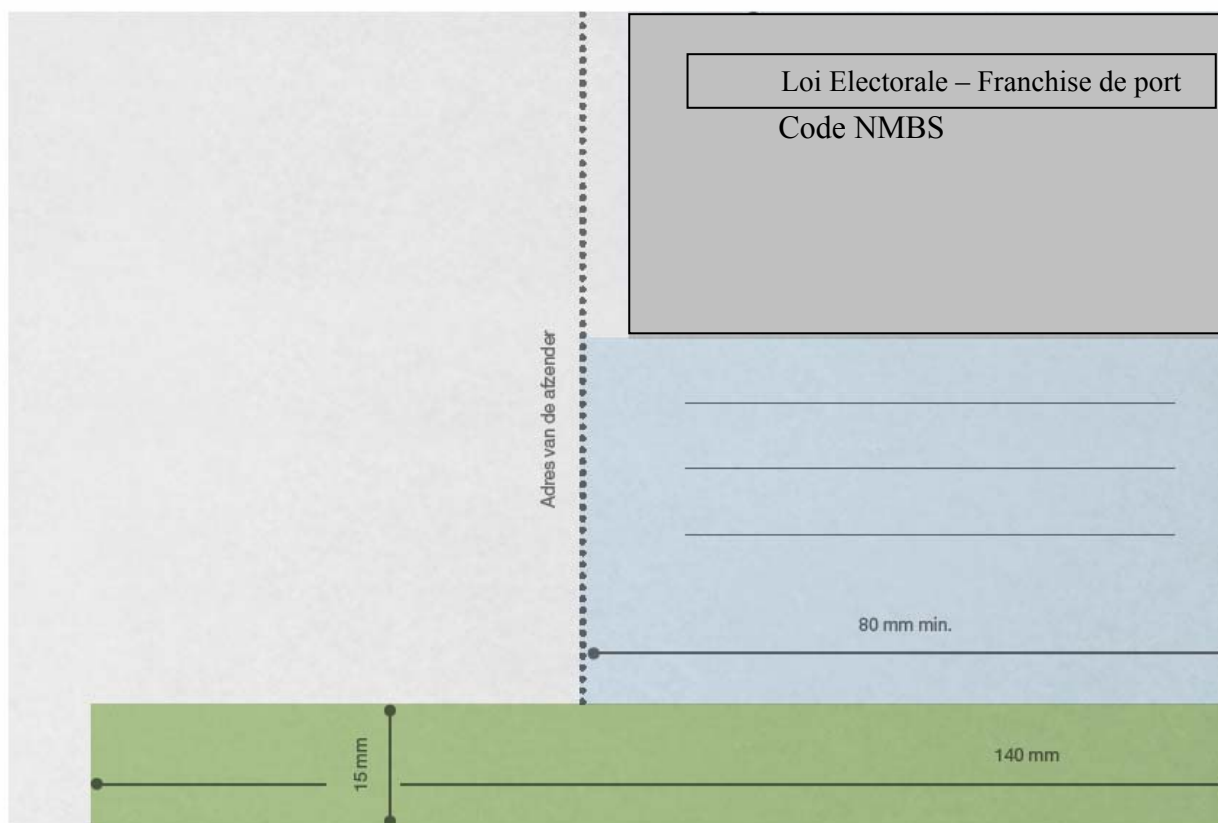 Loi Electorale – Franchise de port
Code NMBS
Adres van de afzender
80 mm min.
15 mm
140 mm